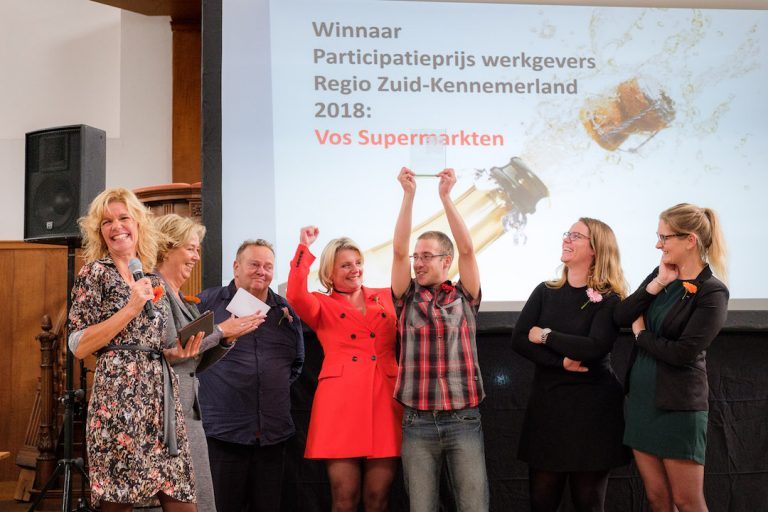 Winnaar
Participatieprijs werkgevers
Regio Zuid-Kennemerland
2018:
Vos Supermarkten